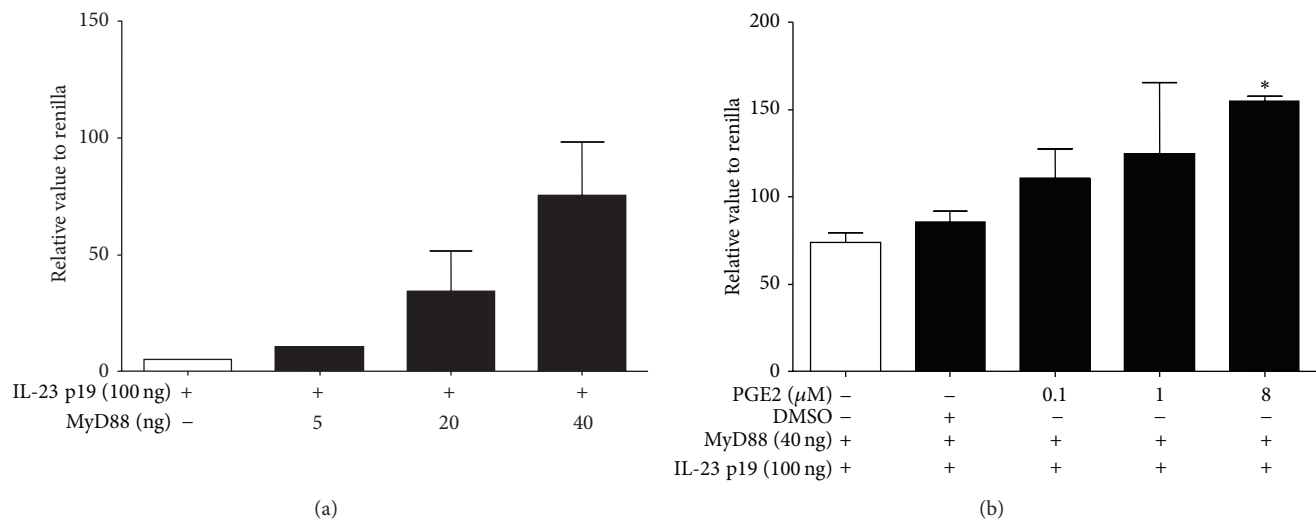 150
100
50
0
Relative value to renilla
IL-23 p19 (100 ng) + + + +
MyD88 (ng) − 5 20 40
(a)
200
150
100
50
0
Relative value to renilla
*
PGE2 (μM) − − 0.1 1 8
DMSO − + − − −
MyD88 (40 ng) + + + + +
IL-23 p19 (100 ng) + + + + +
(b)